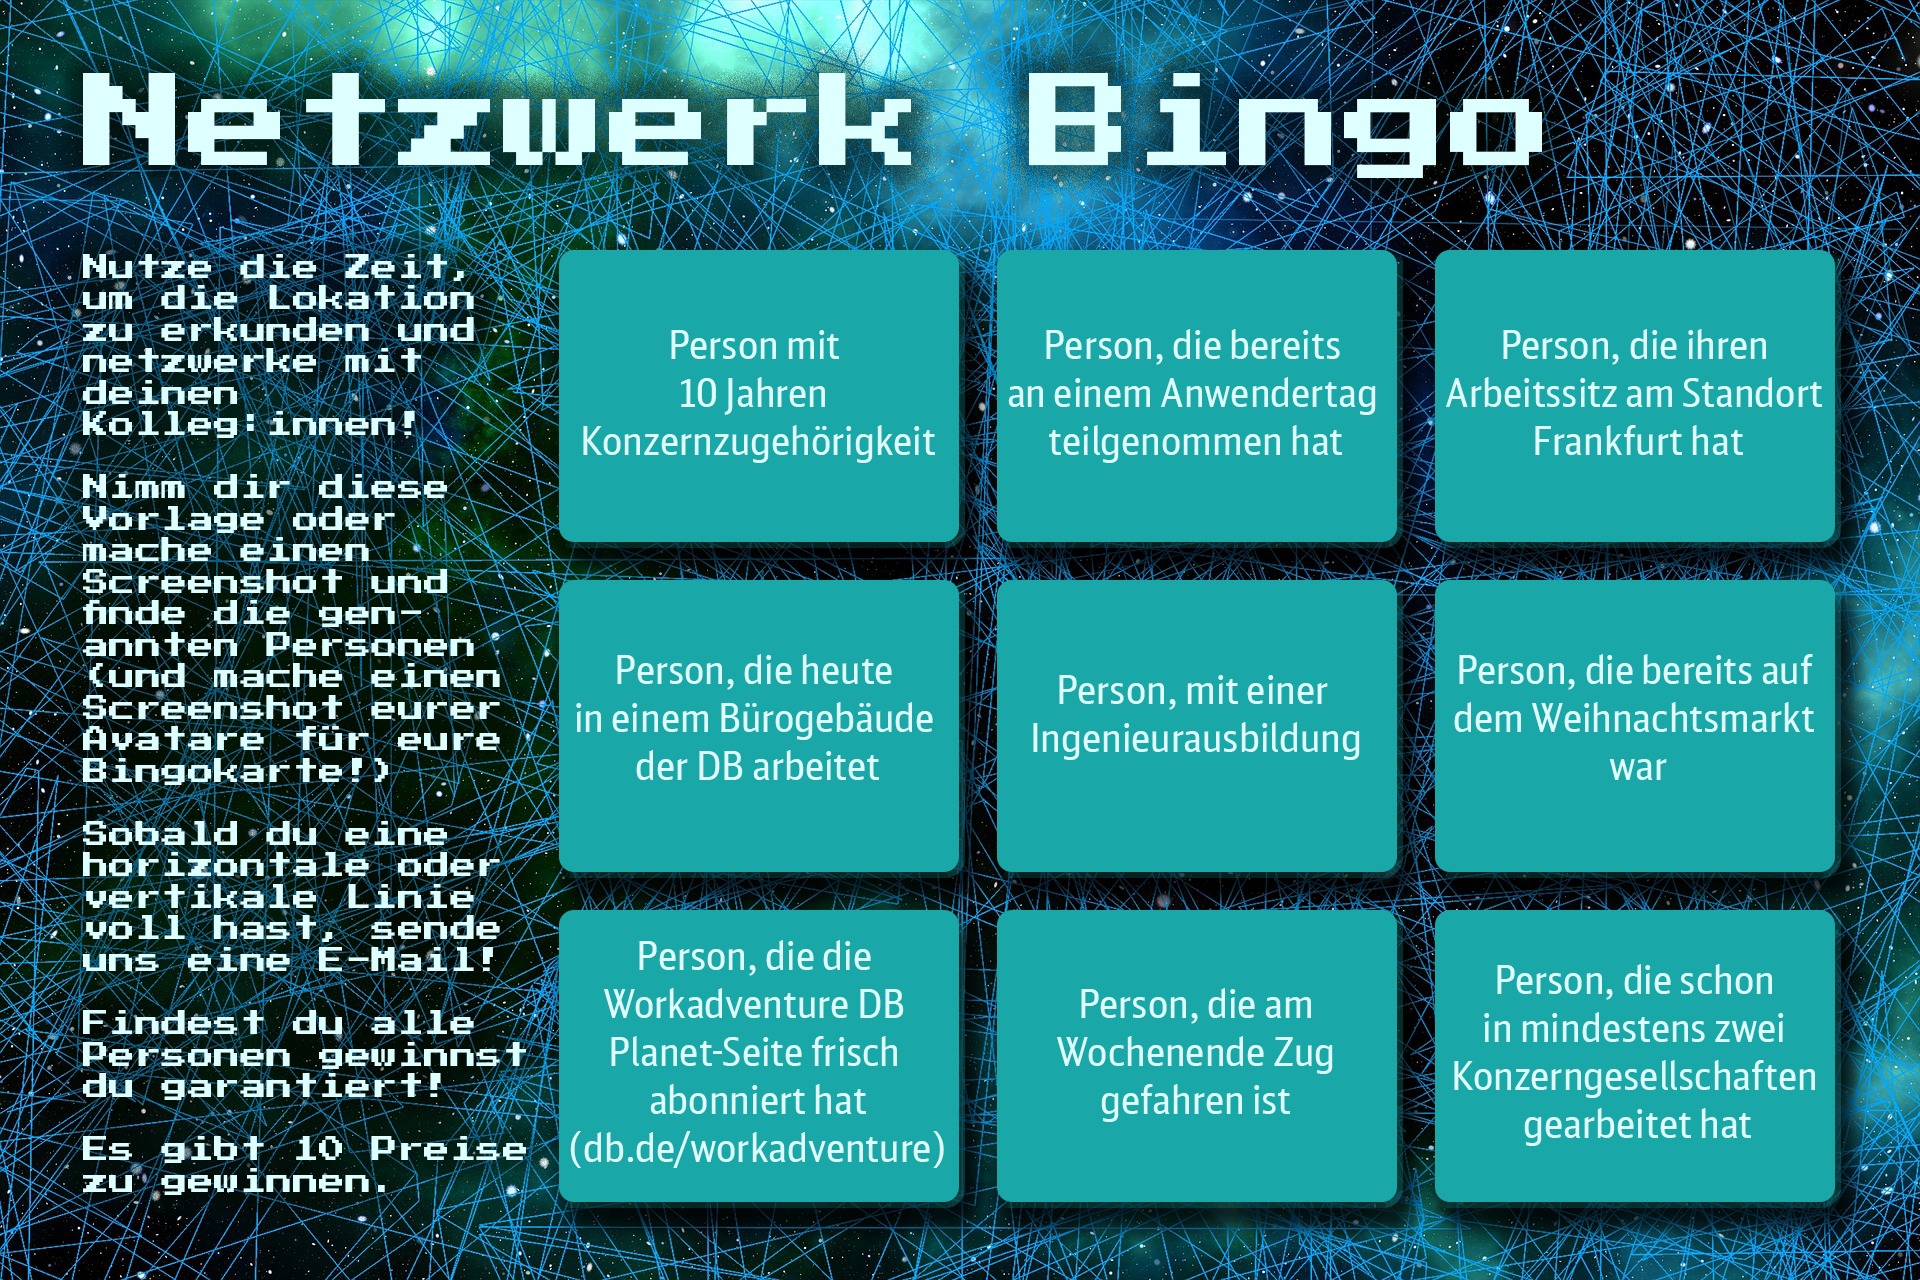 Netzwerk Bingo
Nutze die Zeit,
um die Lokation
zu erkunden und
netzwerke mit
deinen
Kolleg:innen!
Nimm dir diese
Vorlage oder
mache einen
Screenshot und
finde die gen-
annten Personen
(und mache einen
Screenshot eurer
Avatare für eure
Bingokarte!)
Sobald du eine
horizontale oder
vertikale Linie
voll hast, sende
uns eine E-Mail!
Findest du alle
Personen gewinnst
du garantiert!
Es gibt 10 Preise
zu gewinnen.
Person mit
10 Jahren
Konzernzugehörigkeit
Person, die bereits
an einem Anwendertag
teilgenommen hat
Person, die ihren
Arbeitssitz am Standort
Frankfurt hat
Person, die heute
in einem Bürogebäude
der DB arbeitet
Person, mit einer
Ingenieurausbildung
Person, die bereits auf
dem Weihnachtsmarkt
war
Person, die die
Workadventure DB
Planet-Seite frisch
abonniert hat
(db.de/workadventure)
Person, die am
Wochenende Zug
gefahren ist
Person, die schon
in mindestens zwei
Konzerngesellschaften
gearbeitet hat